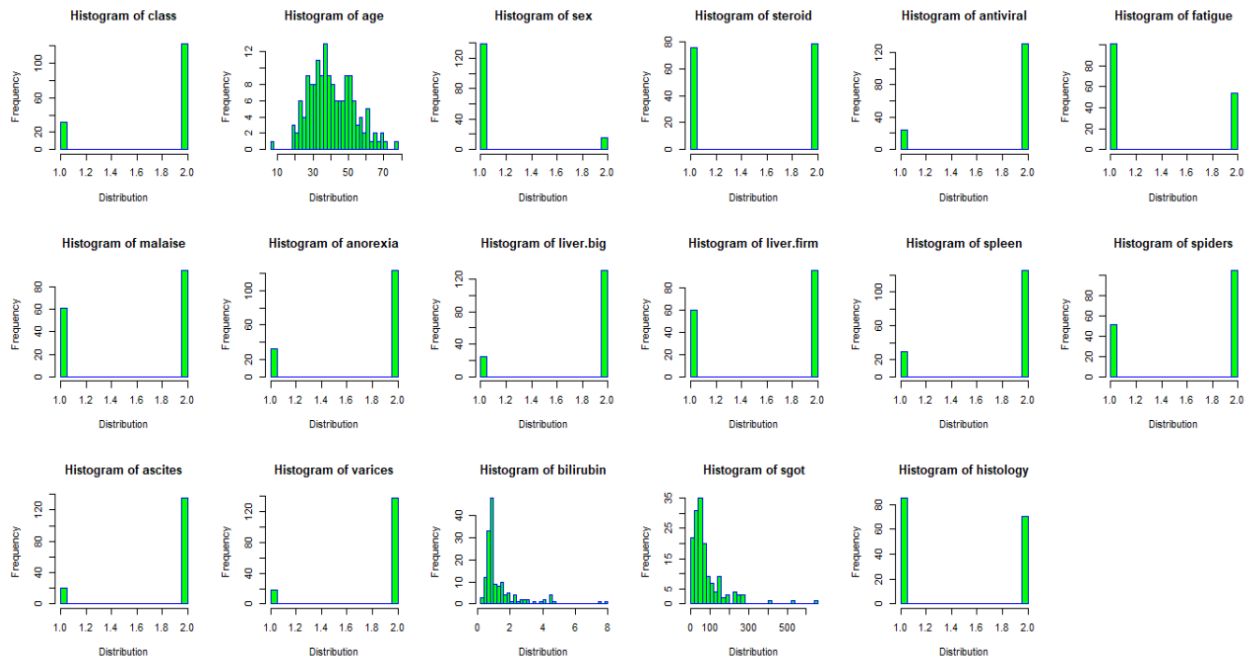 Histogram of class
Frequency
0 20 60 100
1.0 1.2 1.4 1.6 1.8 2.0
Distribution
Histogram of age
Frequency
0 2 4 6 8 12
10 30 50 70
Distribution
Histogram of sex
Frequency
0 20 60 100 140
1.0 1.2 1.4 1.6 1.8 2.0
Distribution
Histogram of steroid
Frequency
0 20 40 60 80
1.0 1.2 1.4 1.6 1.8 2.0
Distribution
Histogram of antiviral
Frequency
0 40 80 120
1.0 1.2 1.4 1.6 1.8 2.0
Distribution
Histogram of fatigue
Frequency
0 20 40 60 80
1.0 1.2 1.4 1.6 1.8 2.0
Distribution
Histogram of malaise
Frequency
0 20 40 60 80
1.0 1.2 1.4 1.6 1.8 2.0
Distribution
Histogram of anorexia
Frequency
0 20 60 100
1.0 1.2 1.4 1.6 1.8 2.0
Distribution
Histogram of liver.big
Frequency
0 40 80 120
1.0 1.2 1.4 1.6 1.8 2.0
Distribution
Histogram of liver.firm
Frequency
0 20 40 60 80
1.0 1.2 1.4 1.6 1.8 2.0
Distribution
Histogram of spleen
Frequency
0 20 60 100
1.0 1.2 1.4 1.6 1.8 2.0
Distribution
Histogram of spiders
Frequency
0 20 40 60 80
1.0 1.2 1.4 1.6 1.8 2.0
Distribution
Histogram of ascites
Frequency
0 40 80 120
1.0 1.2 1.4 1.6 1.8 2.0
Distribution
Histogram of varices
Frequency
0 40 80 120
1.0 1.2 1.4 1.6 1.8 2.0
Distribution
Histogram of bilirubin
Frequency
0 10 20 30 40
0 2 4 6 8
Distribution
Histogram of sgot
Frequency
0 5 15 25 35
0 100 300 500
Distribution
Histogram of histology
Frequency
0 20 40 60 80
1.0 1.2 1.4 1.6 1.8 2.0
Distribution